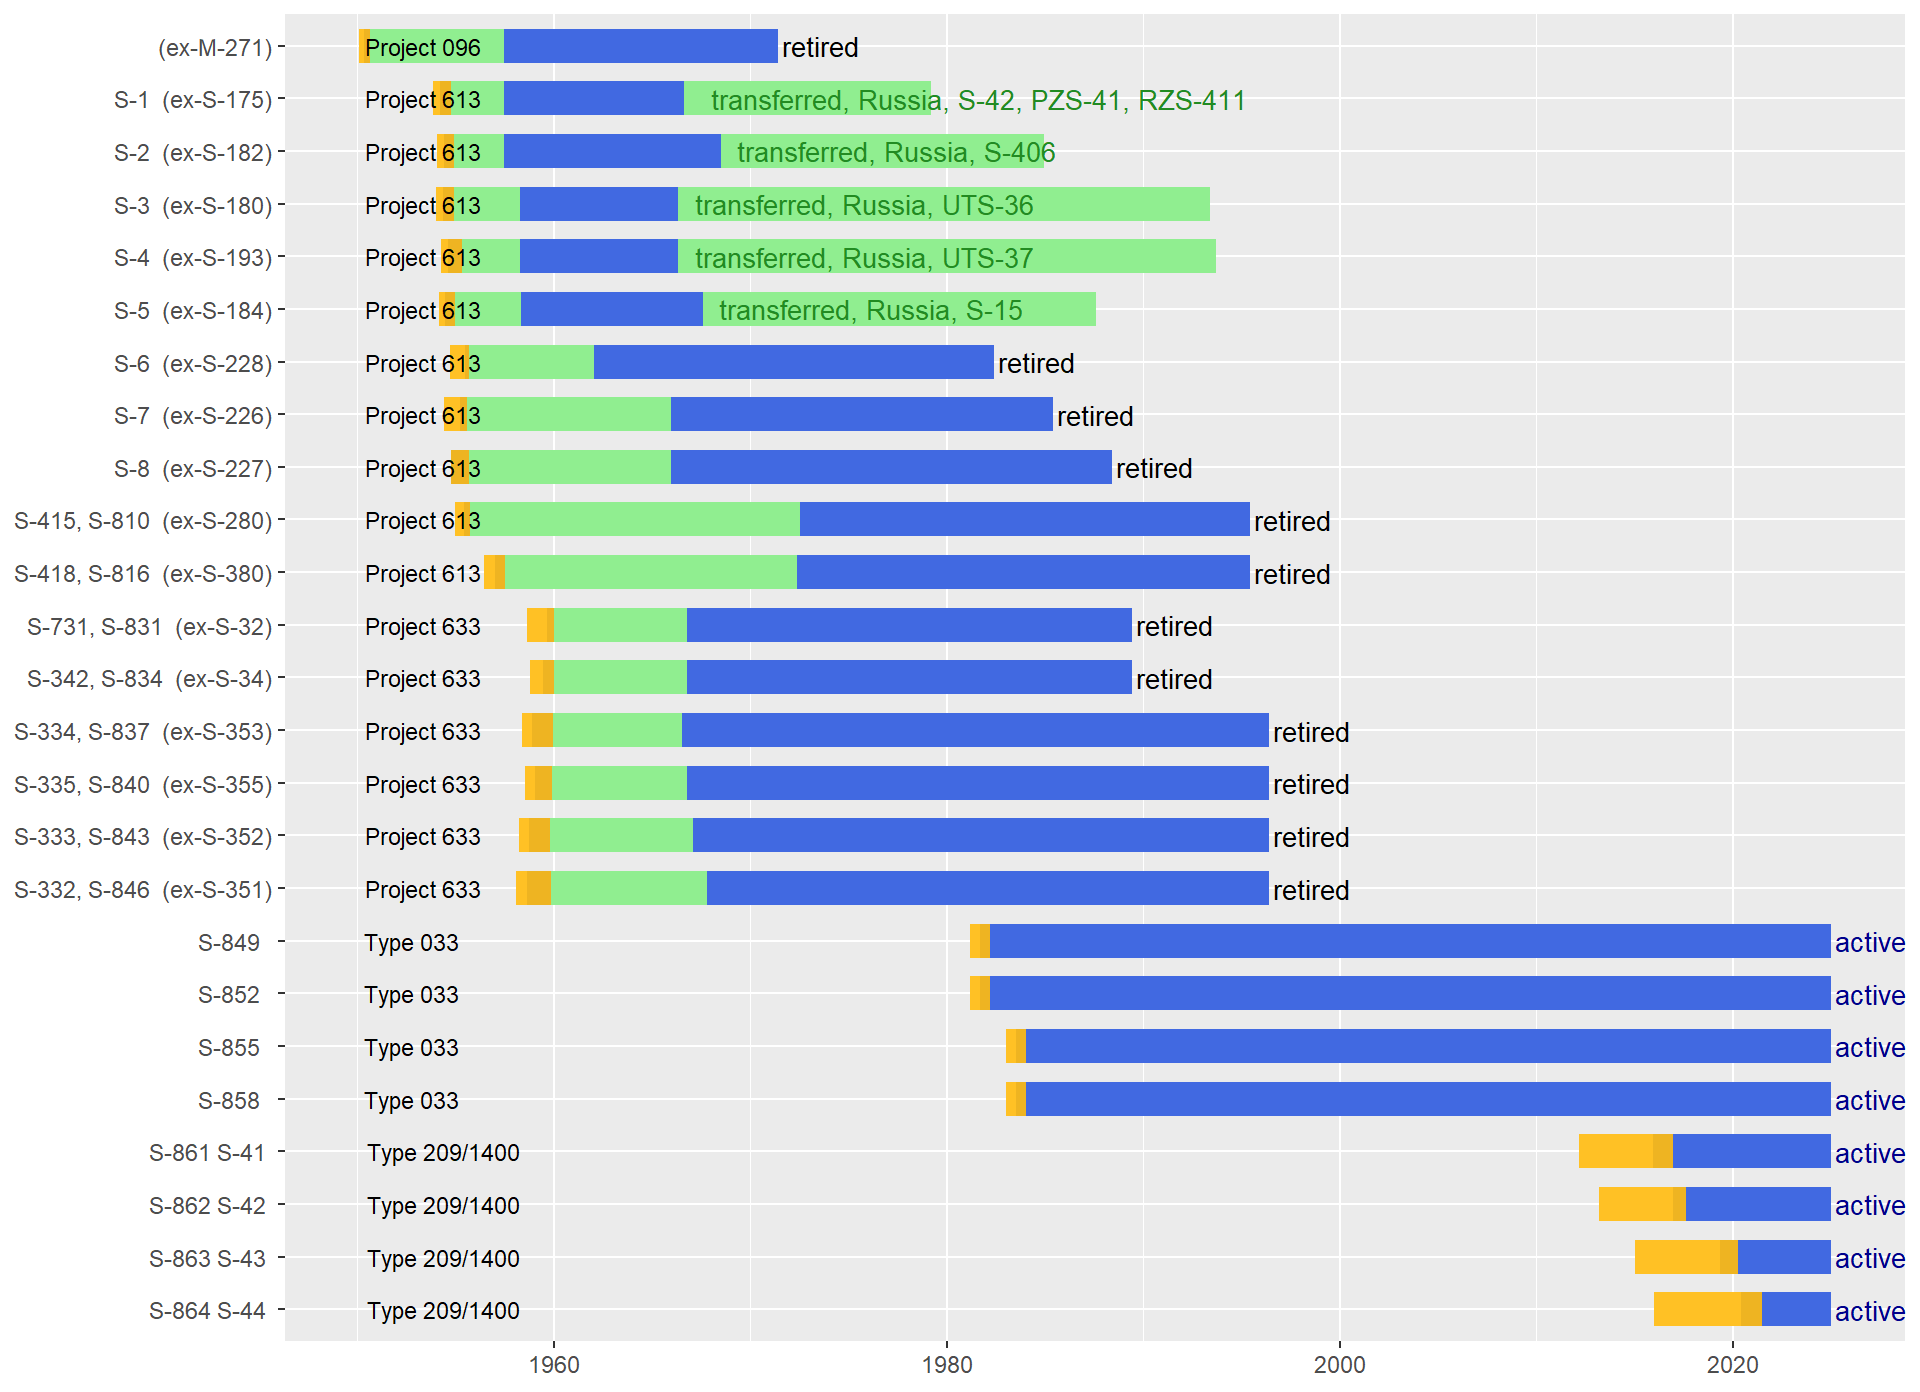 (ex-M-271) Project 096 retired
S-1 (ex-S-175) Project 613 transferred, Russia, S-42, PZS-41, RZS-411
S-2 (ex-S-182) Project 613 transferred, Russia, S-406
S-3 (ex-S-180) Project 613 transferred, Russia, UTS-36
S-4 (ex-S-193) Project 613 transferred, Russia, UTS-37
S-5 (ex-S-184) Project 613 transferred, Russia, S-15
S-6 (ex-S-228) Project 613 retired
S-7 (ex-S-226) Project 613 retired
S-8 (ex-S-227) Project 613 retired
S-415, S-810 (ex-S-280) Project 613 retired
S-418, S-816 (ex-S-380) Project 613 retired
S-731, S-831 (ex-S-32) Project 633 retired
S-342, S-834 (ex-S-34) Project 633 retired
S-334, S-837 (ex-S-353) Project 633 retired
S-335, S-840 (ex-S-355) Project 633 retired
S-333, S-843 (ex-S-352) Project 633 retired
S-332, S-846 (ex-S-351) Project 633 retired
S-849 Type 033 active
S-852 Type 033 active
S-855 Type 033 active
S-858 Type 033 active
S-861 S-41 Type 209/1400 active
S-862 S-42 Type 209/1400 active
S-863 S-43 Type 209/1400 active
S-864 S-44 Type 209/1400 active
1960 1980 2000 2020